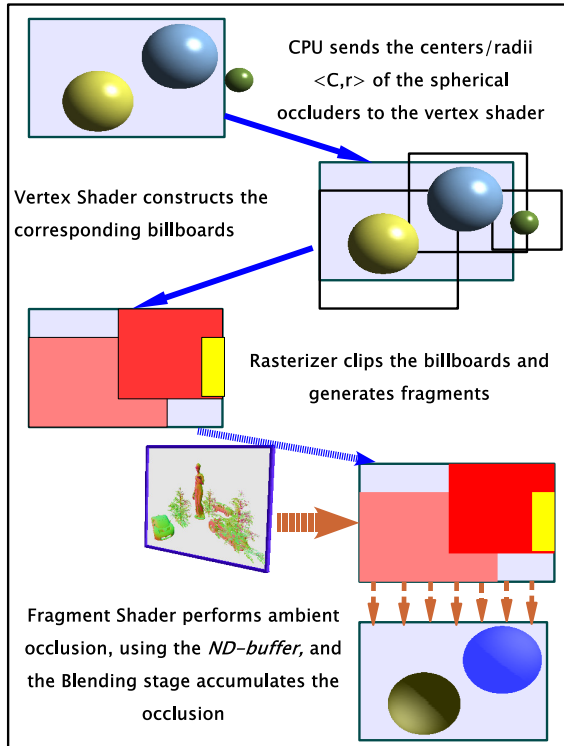 CPU sends the centers/radii
<C,r> of the spherical
occluders to the vertex shader
Vertex Shader constructs the
corresponding billboards
Rasterizer clips the billboards and
generates fragments
Fragment Shader performs ambient
occlusion, using the ND-buffer, and
the Blending stage accumulates the
occlusion